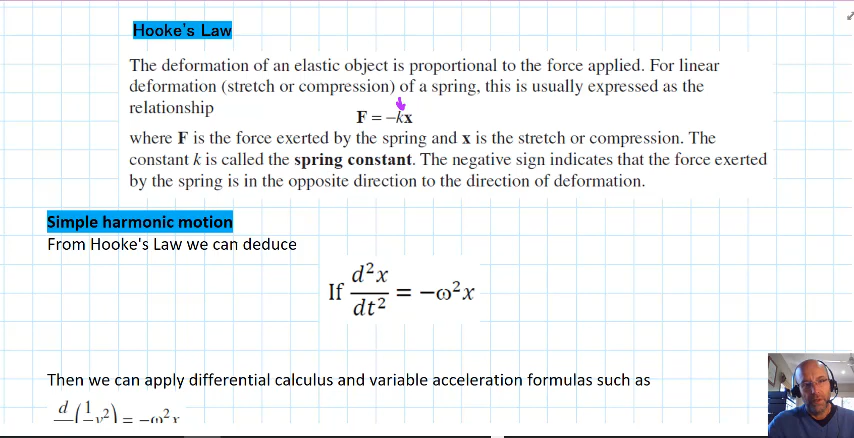 Hooke's Law
The deformation of an elastic object is proportional to the force applied. For linear
deformation (stretch or compression) of a spring, this is usually expressed as the
relationship
F = −kx
where F is the force exerted by the spring and x is the stretch or compression. The
constant k is called the spring constant. The negative sign indicates that the force exerted
by the spring is in the opposite direction to the direction of deformation.
Simple harmonic motion
From Hooke's Law we can deduce
If d²x/dt² = −ω²x
Then we can apply differential calculus and variable acceleration formulas such as
d/ (1/ v²) = −ω²x